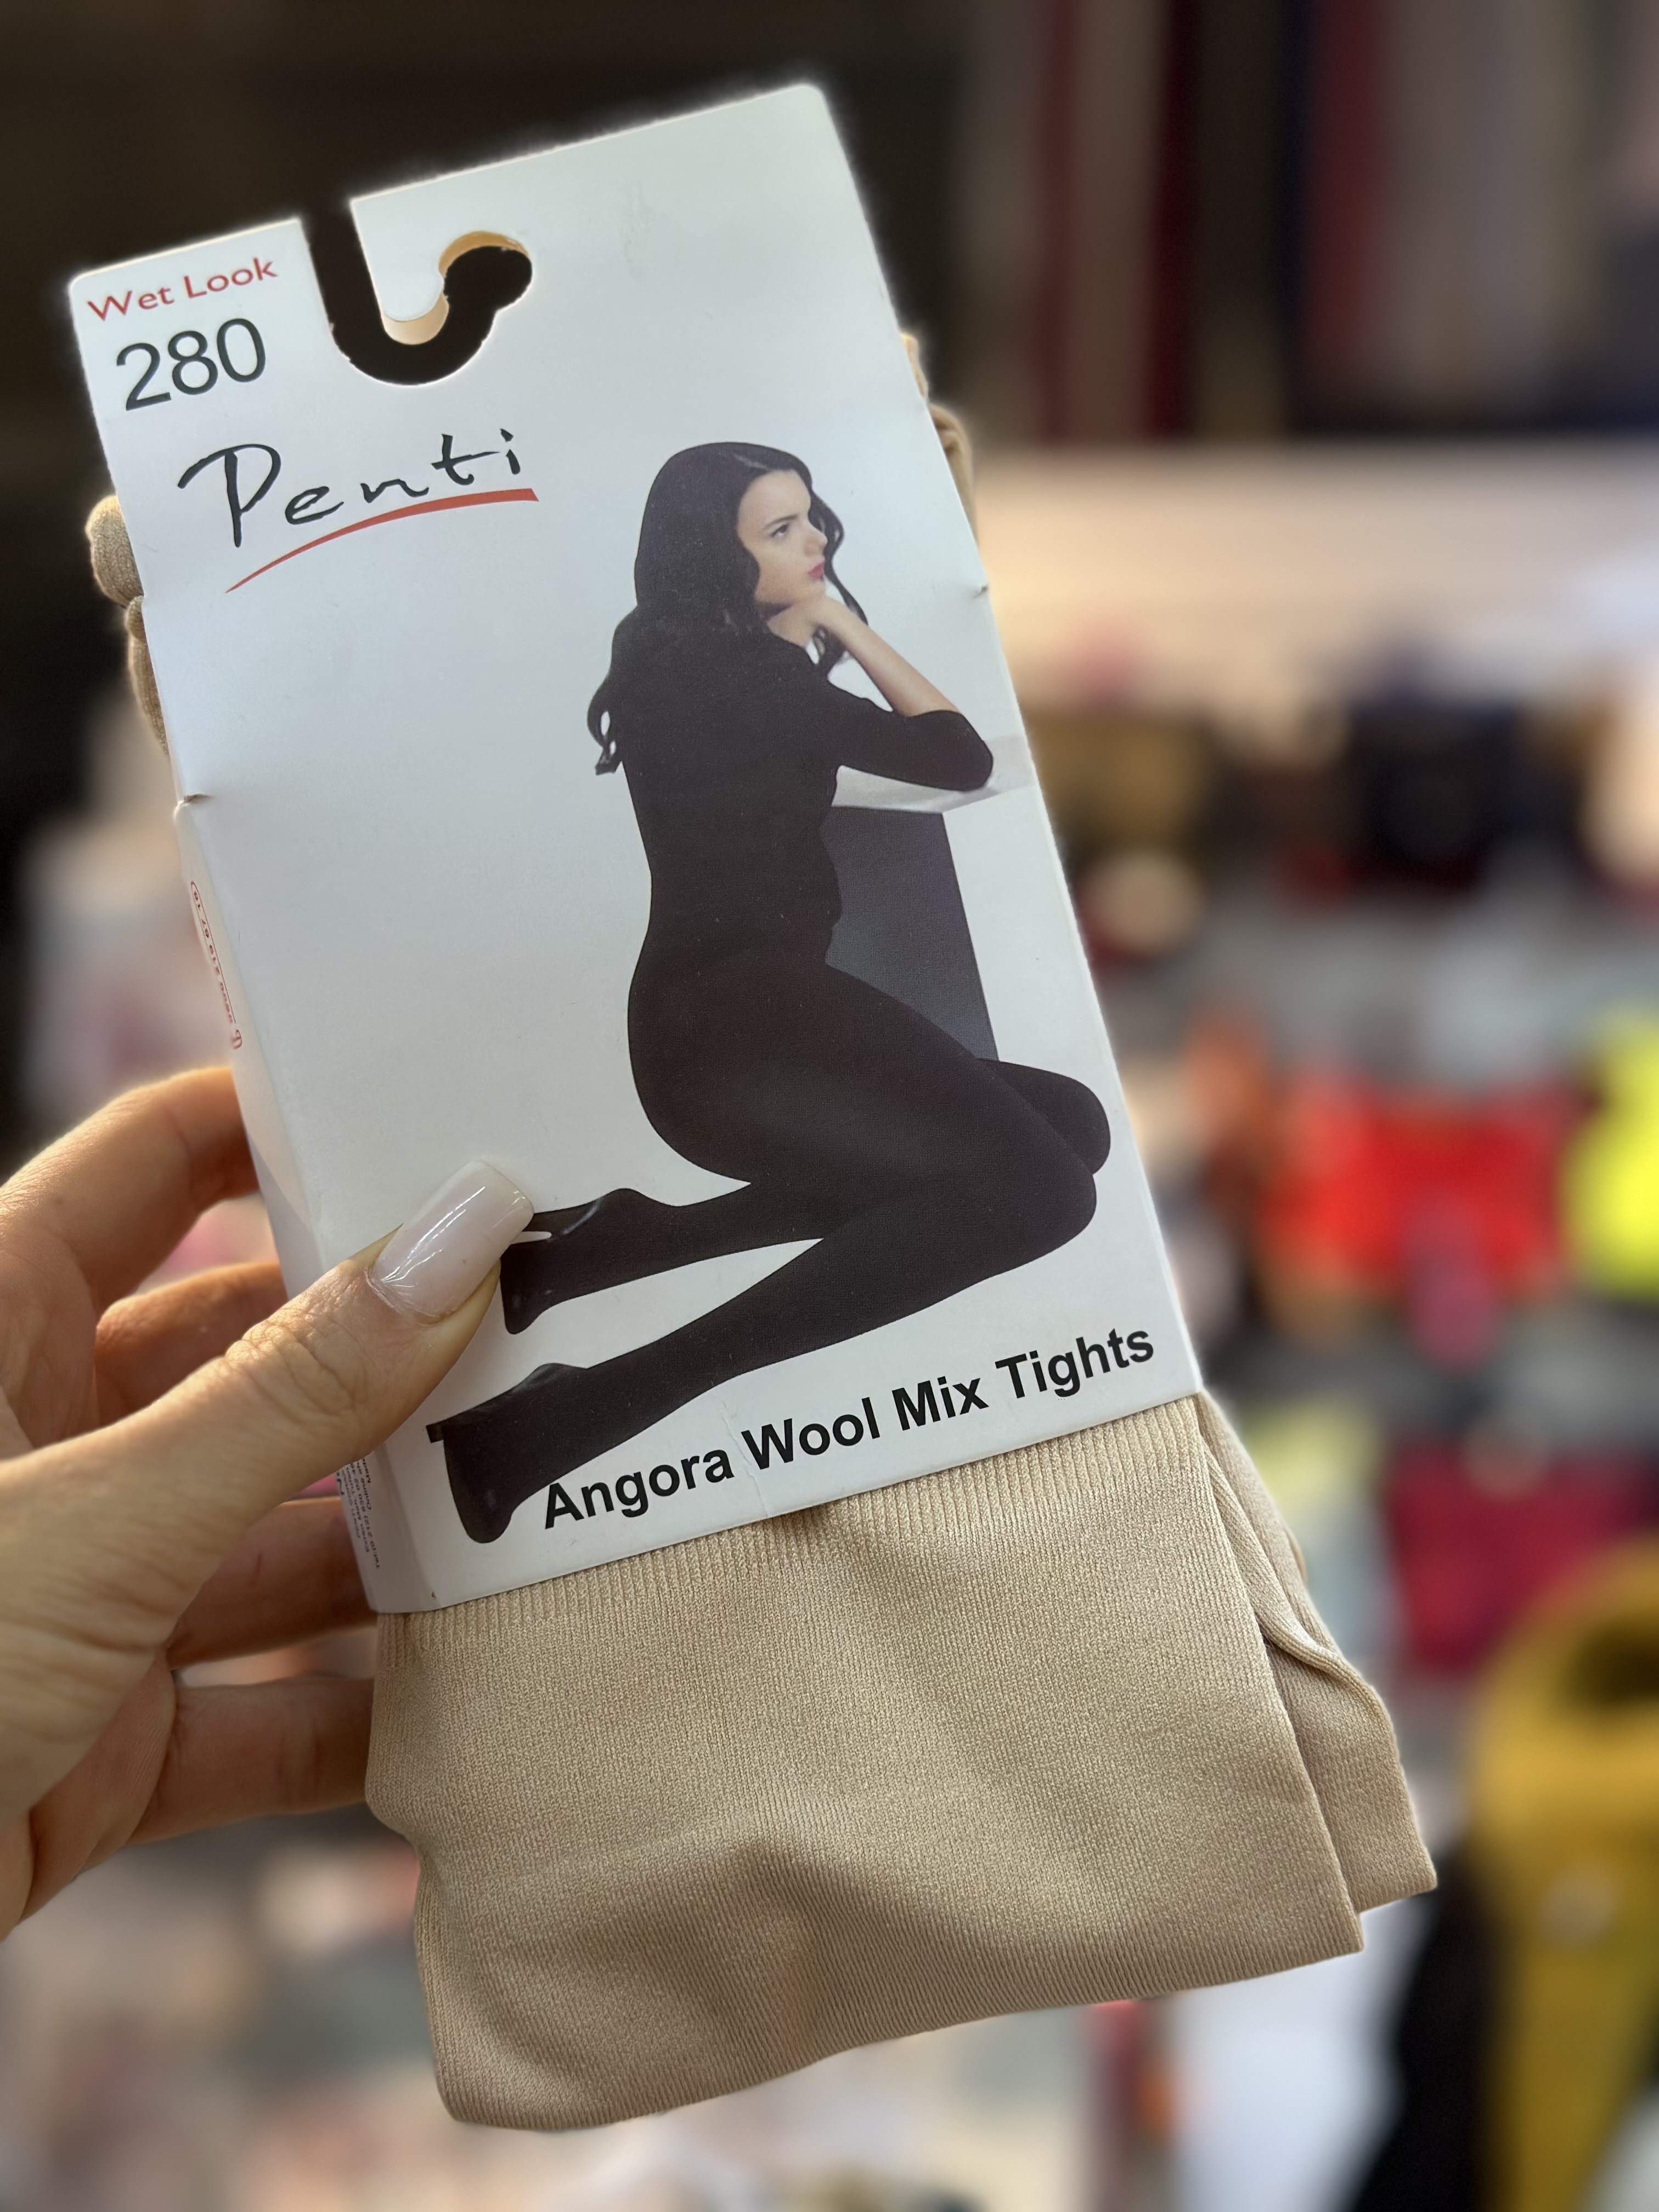 Wet Look
280
Penti
Angora Wool Mix Tights